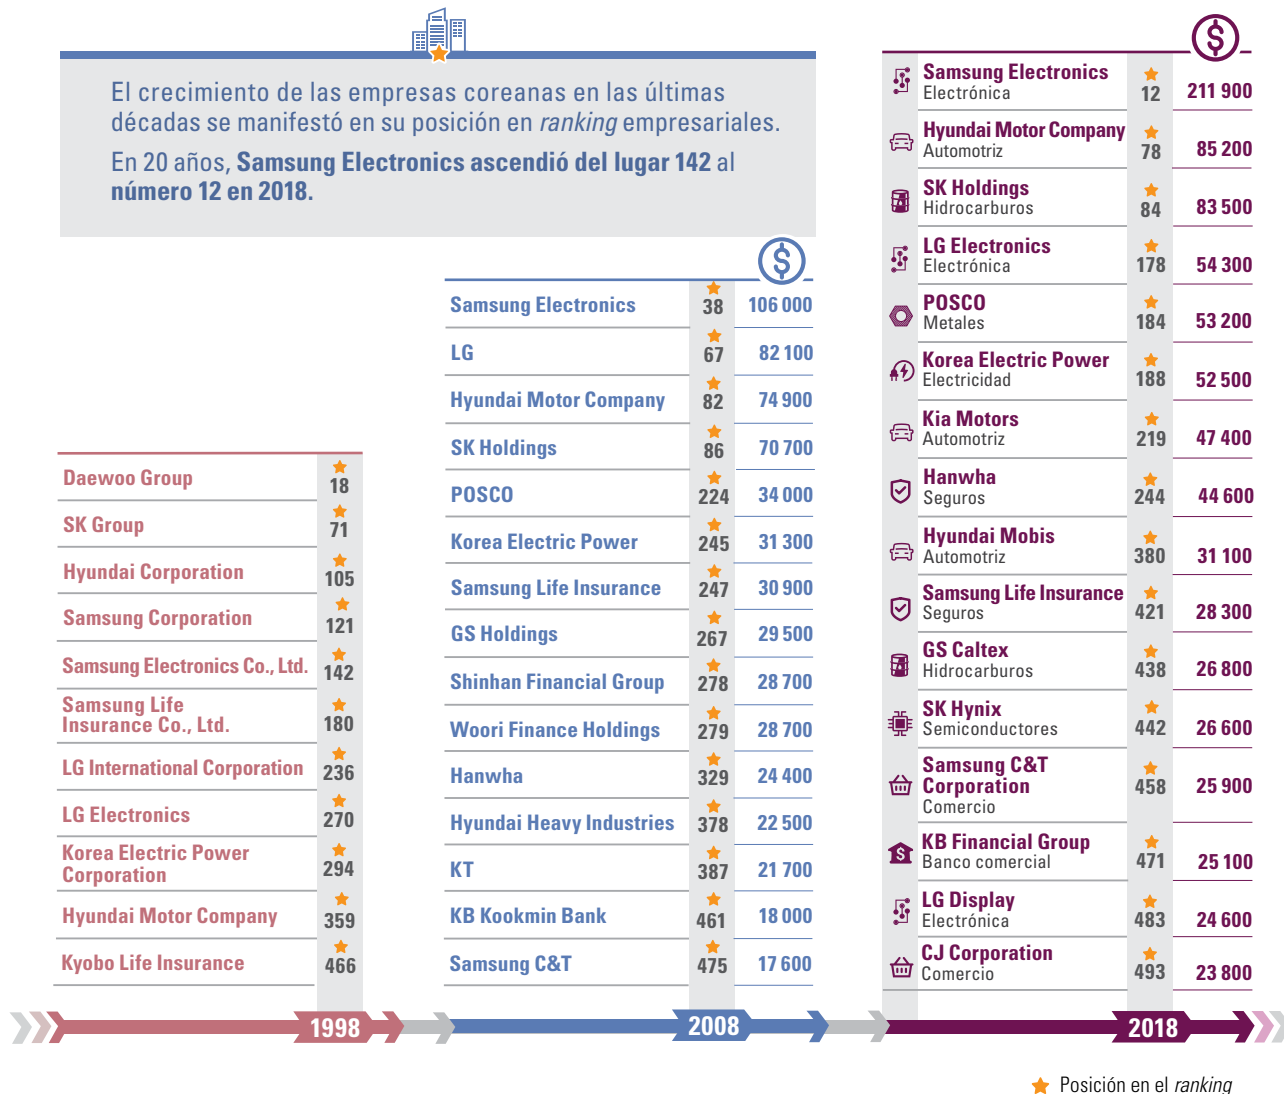 El crecimiento de las empresas coreanas en las últimas
décadas se manifestó en su posición en ranking empresariales.
En 20 años, Samsung Electronics ascendió del lugar 142 al
número 12 en 2018.
Daewoo Group 18
SK Group 71
Hyundai Corporation 105
Samsung Corporation 121
Samsung Electronics Co., Ltd. 142
Samsung Life
Insurance Co., Ltd. 180
LG International Corporation 236
LG Electronics 270
Korea Electric Power
Corporation 294
Hyundai Motor Company 359
Kyobo Life Insurance 466
1998
$
Samsung Electronics 38 106 000
LG 67 82 100
Hyundai Motor Company 82 74 900
SK Holdings 86 70 700
POSCO 224 34 000
Korea Electric Power 245 31 300
Samsung Life Insurance 247 30 900
GS Holdings 267 29 500
Shinhan Financial Group 278 28 700
Woori Finance Holdings 279 28 700
Hanwha 329 24 400
Hyundai Heavy Industries 378 22 500
KT 387 21 700
KB Kookmin Bank 461 18 000
Samsung C&T 475 17 600
2008
$
Samsung Electronics
Electrónica 12 211 900
Hyundai Motor Company
Automotriz 78 85 200
SK Holdings
Hidrocarburos 84 83 500
LG Electronics
Electrónica 178 54 300
POSCO
Metales 184 53 200
Korea Electric Power
Electricidad 188 52 500
Kia Motors
Automotriz 219 47 400
Hanwha
Seguros 244 44 600
Hyundai Mobis
Automotriz 380 31 100
Samsung Life Insurance
Seguros 421 28 300
GS Caltex
Hidrocarburos 438 26 800
SK Hynix
Semiconductores 442 26 600
Samsung C&T
Corporation 458 25 900
Comercio
KB Financial Group
$ Banco comercial 471 25 100
LG Display
Electrónica 483 24 600
CJ Corporation
Comercio 493 23 800
2018
Posición en el ranking